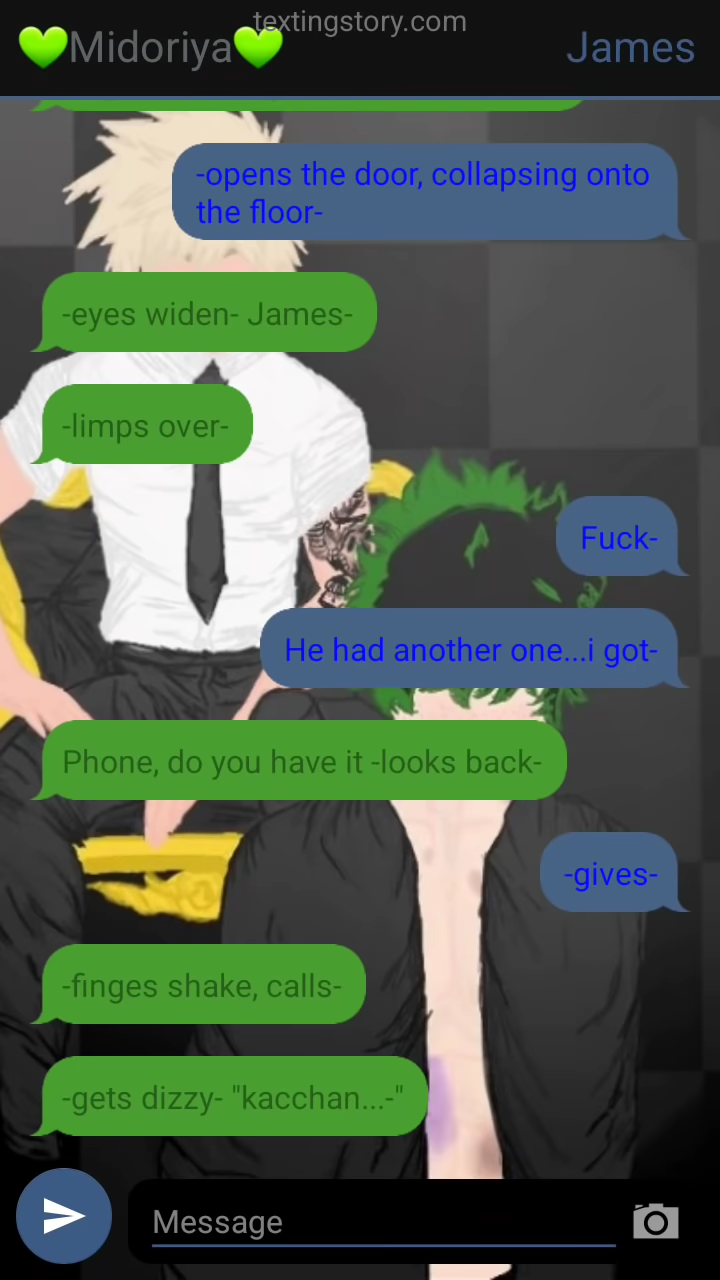 textingstory.com
💚Midoriya💚
James
-opens the door, collapsing onto
the floor-
-eyes widen- James-
-limps over-
Fuck-
He had another one...i got-
Phone, do you have it -looks back-
-gives-
-finges shake, calls-
-gets dizzy- "kacchan...-"
Message